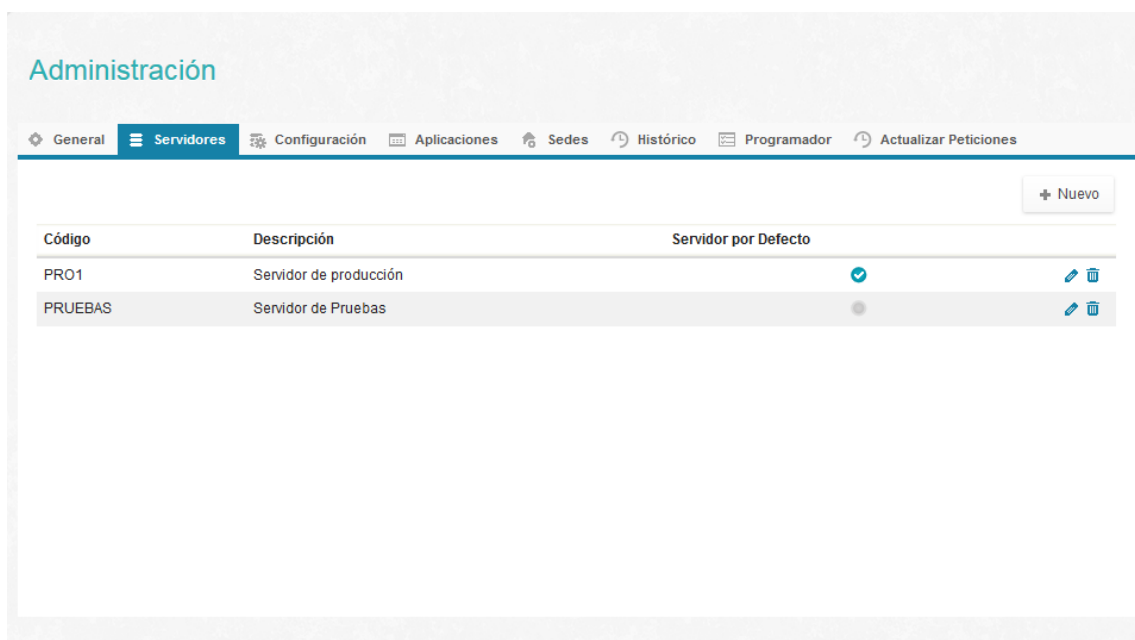 Administración
General Servidores Configuración Aplicaciones Sedes Histórico Programador Actualizar Peticiones
+ Nuevo
Código Descripción Servidor por Defecto
PRO1 Servidor de producción
PRUEBAS Servidor de Pruebas